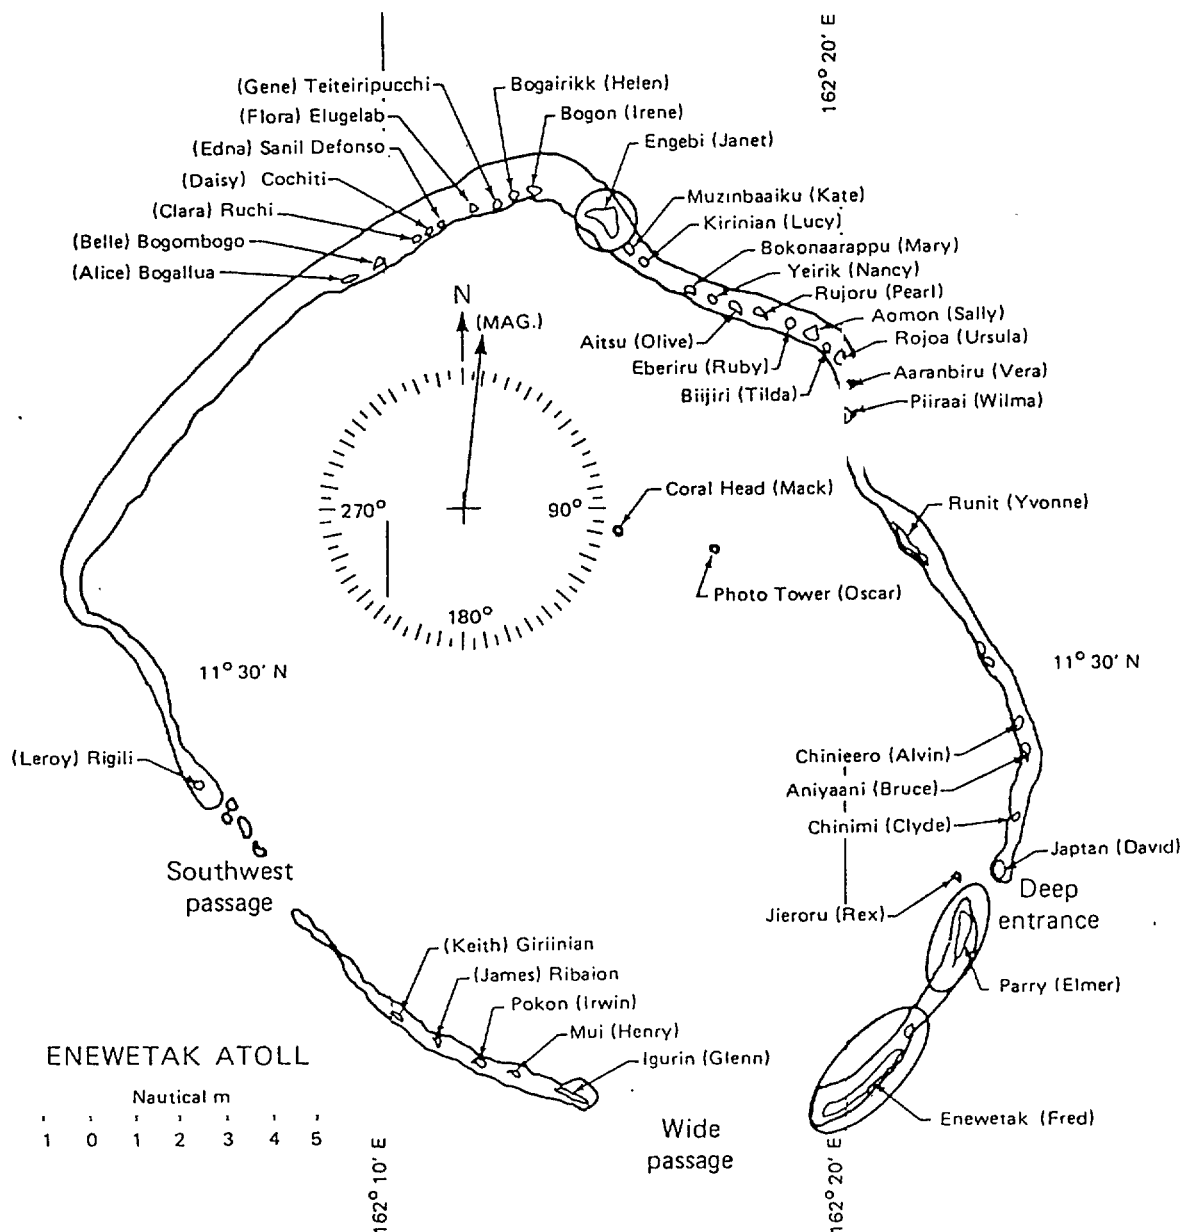 162° 20' E
(Gene) Teiteiripucchi
Bogairikk (Helen)
(Flora) Elugelab
Bogon (Irene)
Engebi (Janet)
(Edna) Sanil Defonso
(Daisy) Cochiti
Muzinbaaiku (Kate)
(Clara) Ruchi
Kirinian (Lucy)
(Belle) Bogombogo
Bokonaarappu (Mary)
(Alice) Bogallua
Yeirik (Nancy)
Rujoru (Pearl)
Aomon (Sally)
Rojoa (Ursula)
Aitsu (Olive)
Eberiru (Ruby)
Biijiri (Tilda)
Aaranbiru (Vera)
Piiraai (Wilma)
N
(MAG.)
270°
90°
180°
Coral Head (Mack)
Runit (Yvonne)
Photo Tower (Oscar)
11° 30' N
11° 30' N
(Leroy) Rigili
Chinieero (Alvin)
Aniyaani (Bruce)
Chinimi (Clyde)
Japtan (David)
Southwest
passage
Jieroru (Rex)
Deep
entrance
(Keith) Giriinian
(James) Ribaion
Pokon (Irwin)
Mui (Henry)
Igurin (Glenn)
Parry (Elmer)
Enewetak (Fred)
ENEWETAK ATOLL
Nautical m
1 0 1 2 3 4 5
Wide
passage
162° 10' E
162° 20' E